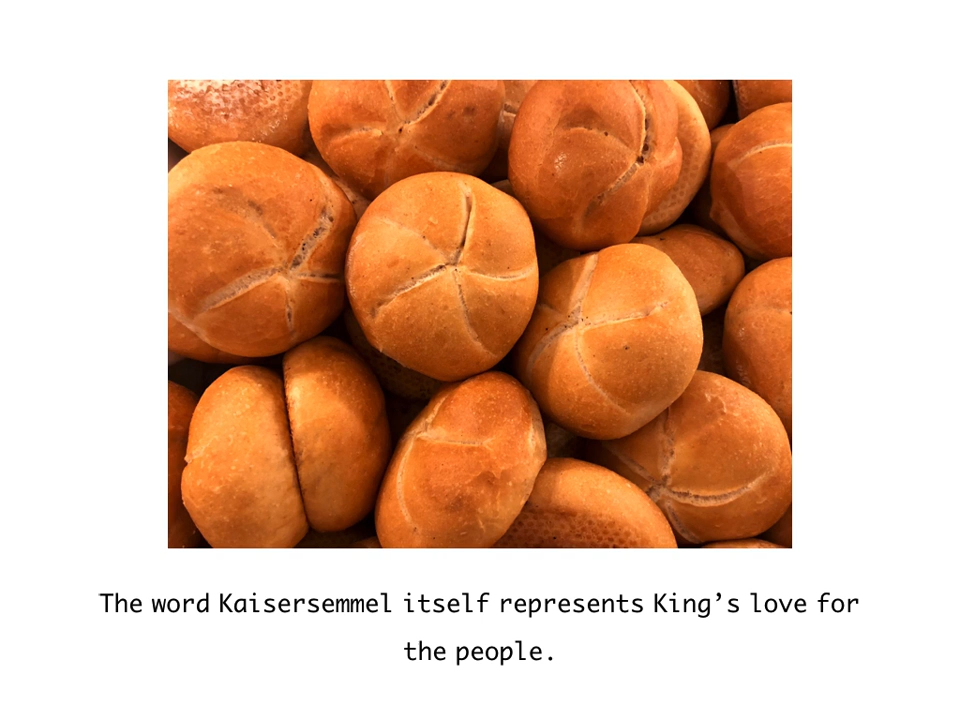 The word Kaisersemmel itself represents King’s love for
the people.